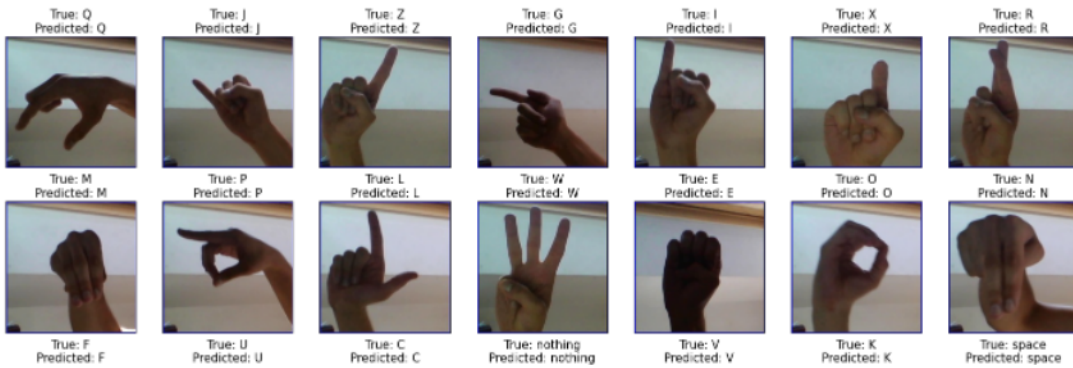 True: Q
Predicted: Q
True: J
Predicted: J
True: Z
Predicted: Z
True: G
Predicted: G
True: I
Predicted: I
True: X
Predicted: X
True: R
Predicted: R
True: M
Predicted: M
True: P
Predicted: P
True: L
Predicted: L
True: W
Predicted: W
True: E
Predicted: E
True: O
Predicted: O
True: N
Predicted: N
True: F
Predicted: F
True: U
Predicted: U
True: C
Predicted: C
True: nothing
Predicted: nothing
True: V
Predicted: V
True: K
Predicted: K
True: space
Predicted: space